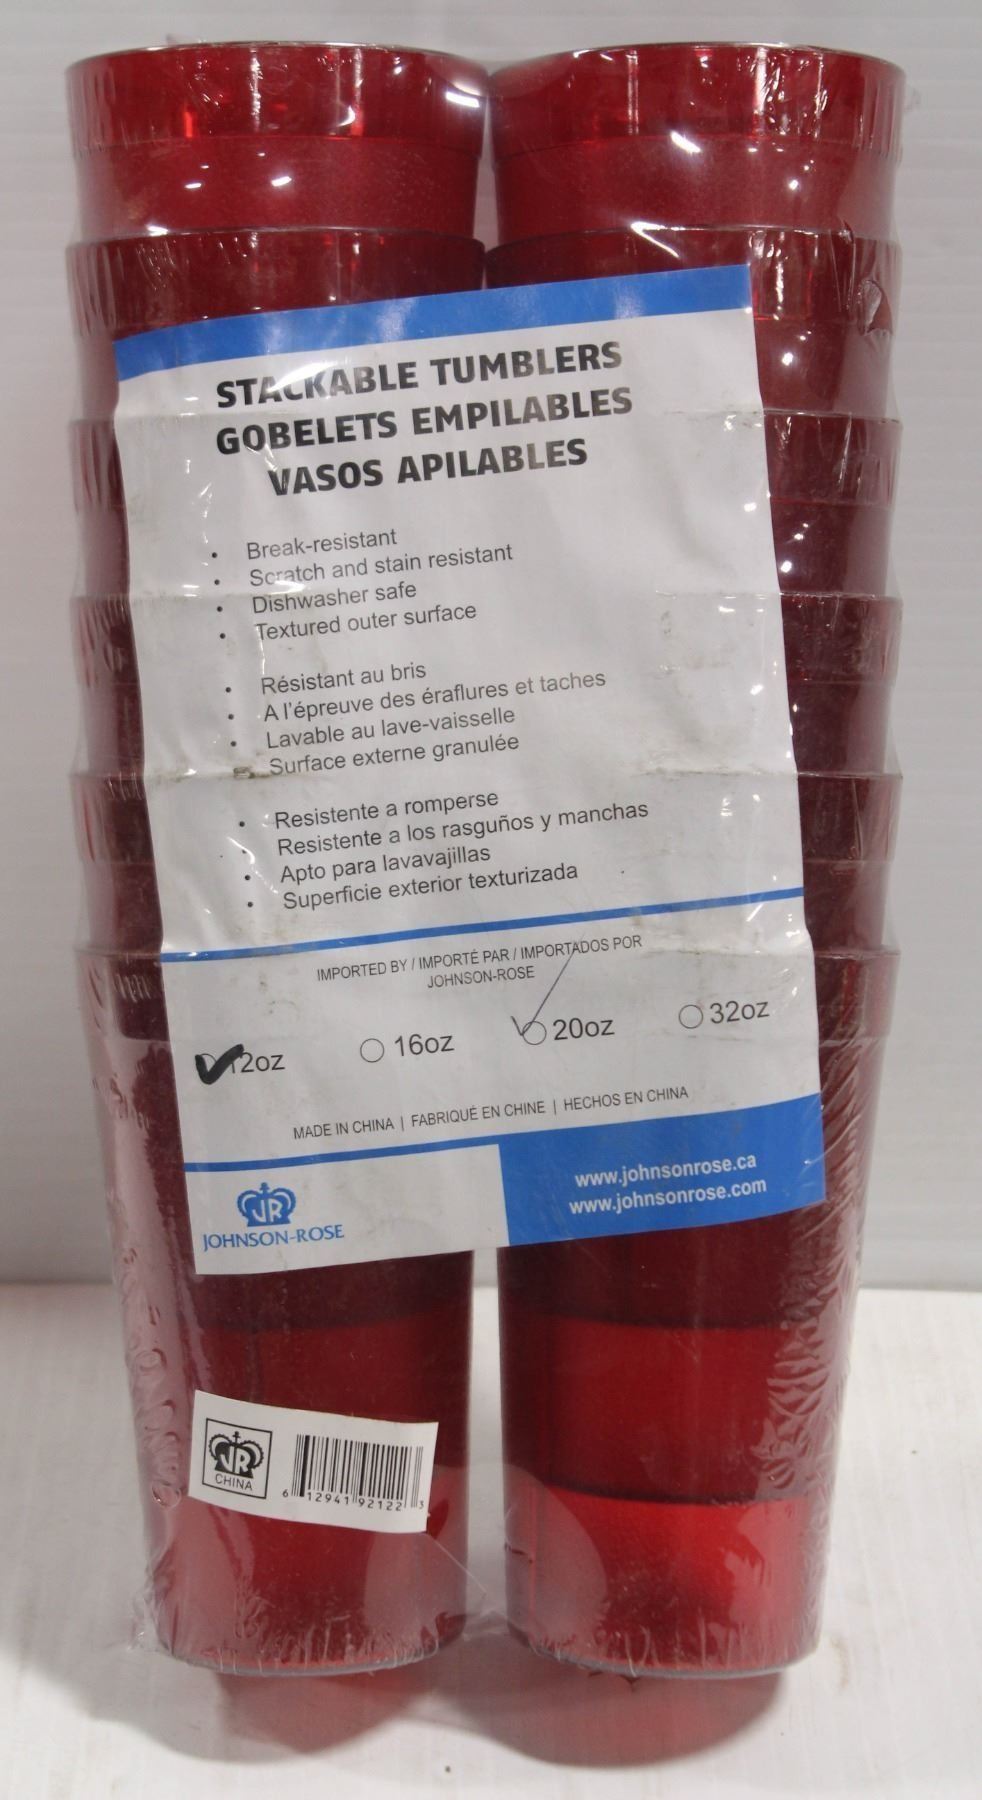 STACKABLE TUMBLERS
GOBELETS EMPILABLES
VASOS APILABLES
• Break-resistant
• Scratch and stain resistant
• Dishwasher safe
• Textured outer surface
• Résistant au bris
• A l'épreuve des éraflures et taches
• Lavable au lave-vaisselle
• Surface externe granulée
• Resistente a romperse
• Resistente a los rasguños y manchas
• Apto para lavavajillas
• Superficie exterior texturizada
IMPORTED BY / IMPORTÉ PAR / IMPORTADOS POR
JOHNSON-ROSE
12oz 16oz 20oz 32oz
MADE IN CHINA | FABRIQUÉ EN CHINE | HECHOS EN CHINA
JR
JOHNSON-ROSE
www.johnsonrose.ca
www.johnsonrose.com
JR
CHINA
6 12941 92122 3